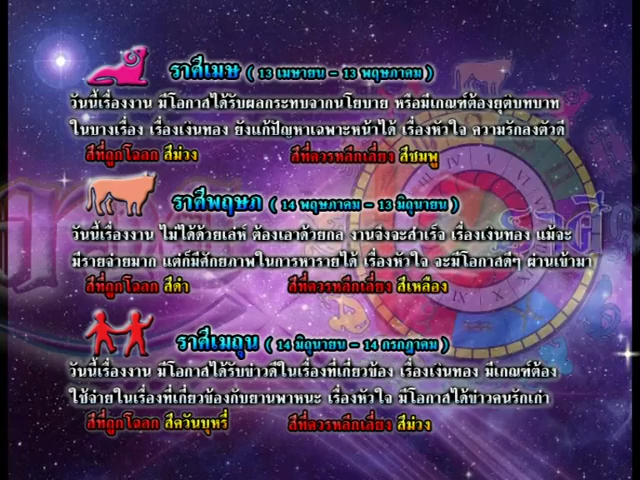 ราศีเมษ ( 13 เมษายน - 13 พฤษภาคม )
วันนี้เรื่องงาน มีโอกาสได้รับผลกระทบจากนโยบาย หรือมีเกณฑ์ต้องยุติบทบาท
ในบางเรื่อง เรื่องเงินทอง ยังแก้ปัญหาเฉพาะหน้าได้ เรื่องหัวใจ ความรักลงตัวดี
สีที่ถูกโฉลก สีม่วง สีที่ควรหลีกเลี่ยง สีชมพู
ราศีพฤษภ ( 14 พฤษภาคม - 13 มิถุนายน )
วันนี้เรื่องงาน ไม่ได้ด้วยเล่ห์ ต้องเอาด้วยกล งานจึงจะสำเร็จ เรื่องเงินทอง แม้จะ
มีรายจ่ายมาก แต่ก็มีศักยภาพในการหารายได้ เรื่องหัวใจ จะมีโอกาสดีๆ ผ่านเข้ามา
สีที่ถูกโฉลก สีดำ สีที่ควรหลีกเลี่ยง สีเหลือง
ราศีเมถุน ( 14 มิถุนายน - 14 กรกฎาคม )
วันนี้เรื่องงาน มีโอกาสได้รับข่าวดีในเรื่องที่เกี่ยวข้อง เรื่องเงินทอง มีเกณฑ์ต้อง
ใช้จ่ายในเรื่องที่เกี่ยวข้องกับยานพาหนะ เรื่องหัวใจ มีโอกาสได้ข่าวคนรักเก่า
สีที่ถูกโฉลก สีควันบุหรี่ สีที่ควรหลีกเลี่ยง สีม่วง